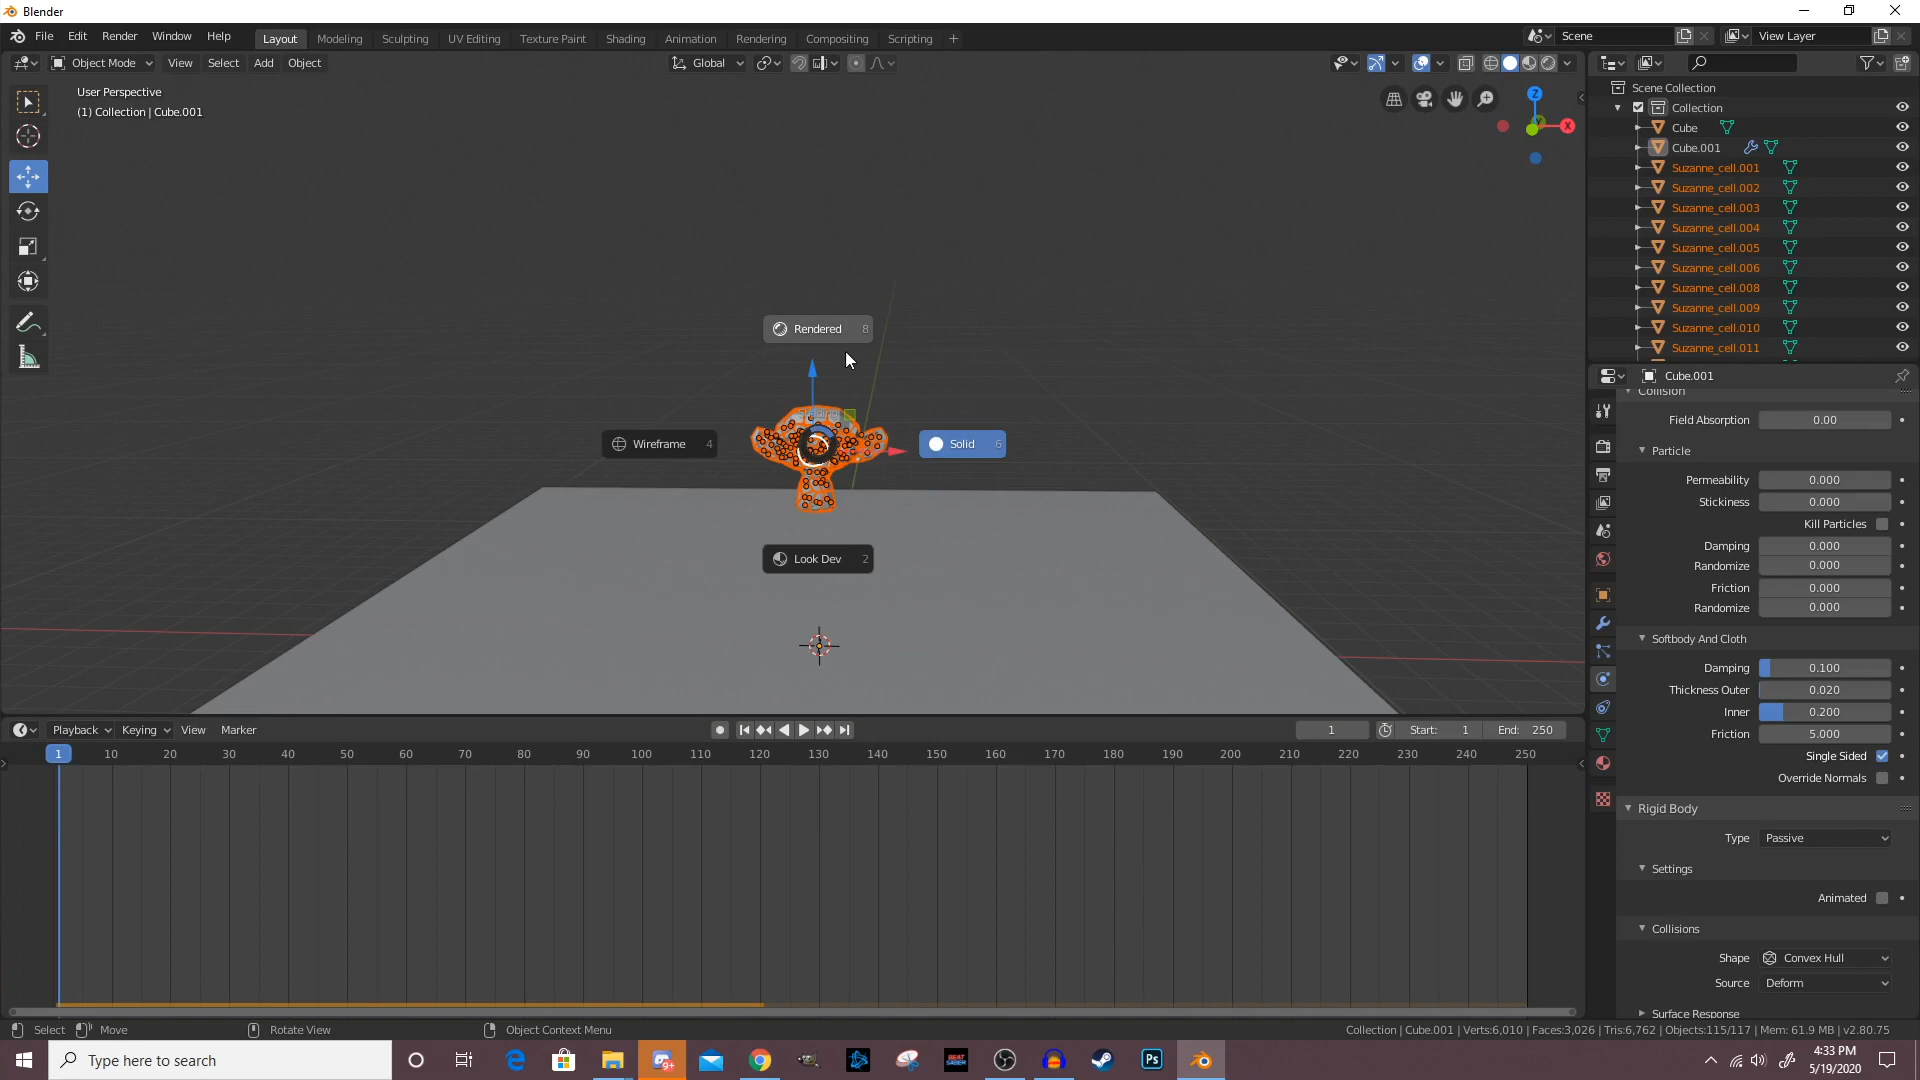 Blender
File Edit Render Window Help
Layout Modeling Sculpting UV Editing Texture Paint Shading Animation Rendering Compositing Scripting +
Scene
View Layer
Object Mode View Select Add Object
Global
User Perspective
(1) Collection | Cube.001
Z
X
Rendered 8
Wireframe 4
Solid 6
Look Dev 2
Scene Collection
Collection
Cube
Cube.001
Suzanne_cell.001
Suzanne_cell.002
Suzanne_cell.003
Suzanne_cell.004
Suzanne_cell.005
Suzanne_cell.006
Suzanne_cell.008
Suzanne_cell.009
Suzanne_cell.010
Suzanne_cell.011
Cube.001
Collision
Field Absorption 0.00
Particle
Permeability 0.000
Stickiness 0.000
Kill Particles
Damping 0.000
Randomize 0.000
Friction 0.000
Randomize 0.000
Softbody And Cloth
Damping 0.100
Thickness Outer 0.020
Inner 0.200
Friction 5.000
Single Sided
Override Normals
Rigid Body
Type Passive
Settings
Animated
Collisions
Shape Convex Hull
Source Deform
Surface Response
Playback Keying View Marker
1 Start: 1 End: 250
1 10 20 30 40 50 60 70 80 90 100 110 120 130 140 150 160 170 180 190 200 210 220 230 240 250
Select Move Rotate View Object Context Menu
Collection | Cube.001 | Verts:6,010 | Faces:3,026 | Tris:6,762 | Objects:115/117 | Mem: 61.9 MB | v2.80.75
Type here to search
9+
BEAT SABER
Ps
4:33 PM
5/19/2020